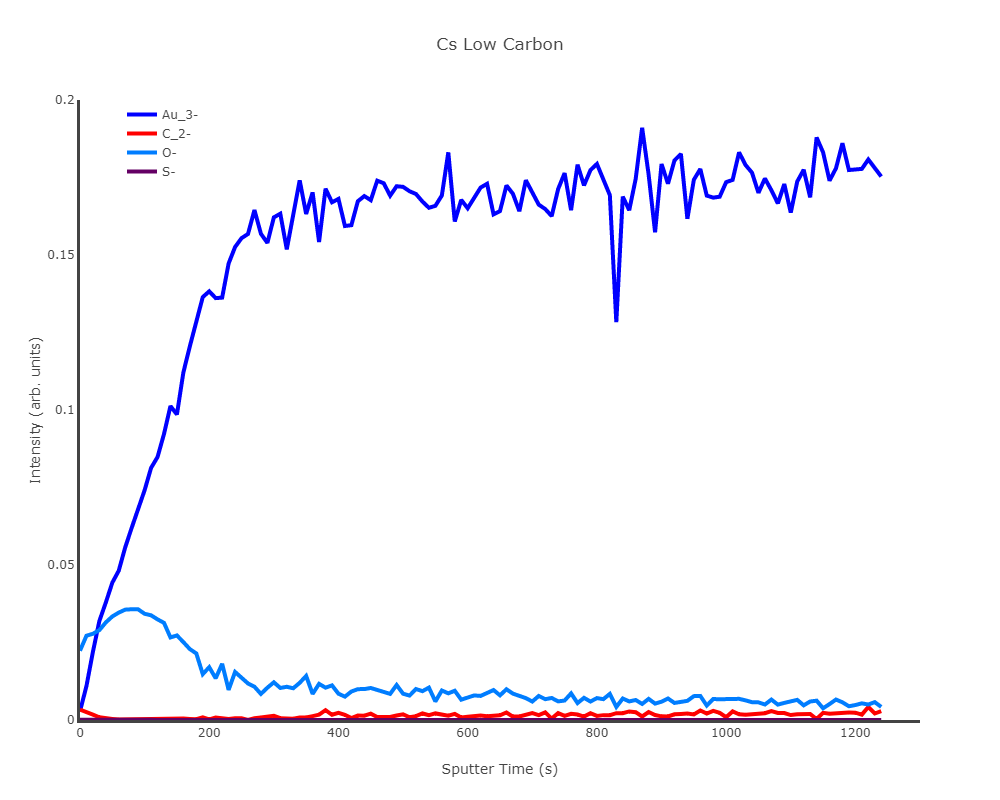 Cs Low Carbon
Au_3-
C_2-
O-
S-
0.2
0.15
0.1
0.05
0
Intensity (arb. units)
0 200 400 600 800 1000 1200
Sputter Time (s)